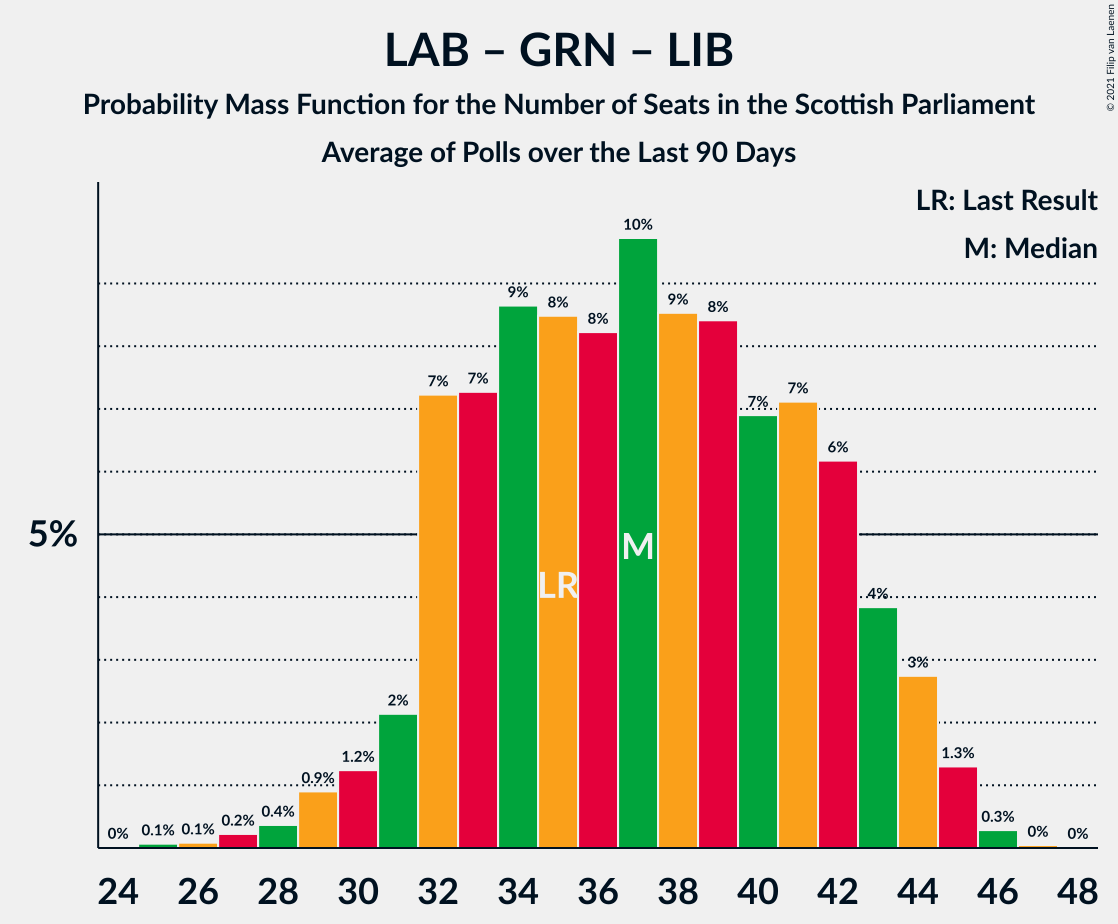 LAB – GRN – LIB
Probability Mass Function for the Number of Seats in the Scottish Parliament
Average of Polls over the Last 90 Days
© 2021 Filip van Laenen
LR: Last Result
M: Median
5%
0% 0.1% 0.1% 0.2% 0.4% 0.9% 1.2% 2% 7% 7% 9% 8% 8% 10% 9% 8% 7% 7% 6% 4% 3% 1.3% 0.3% 0% 0%
LR M
24 26 28 30 32 34 36 38 40 42 44 46 48